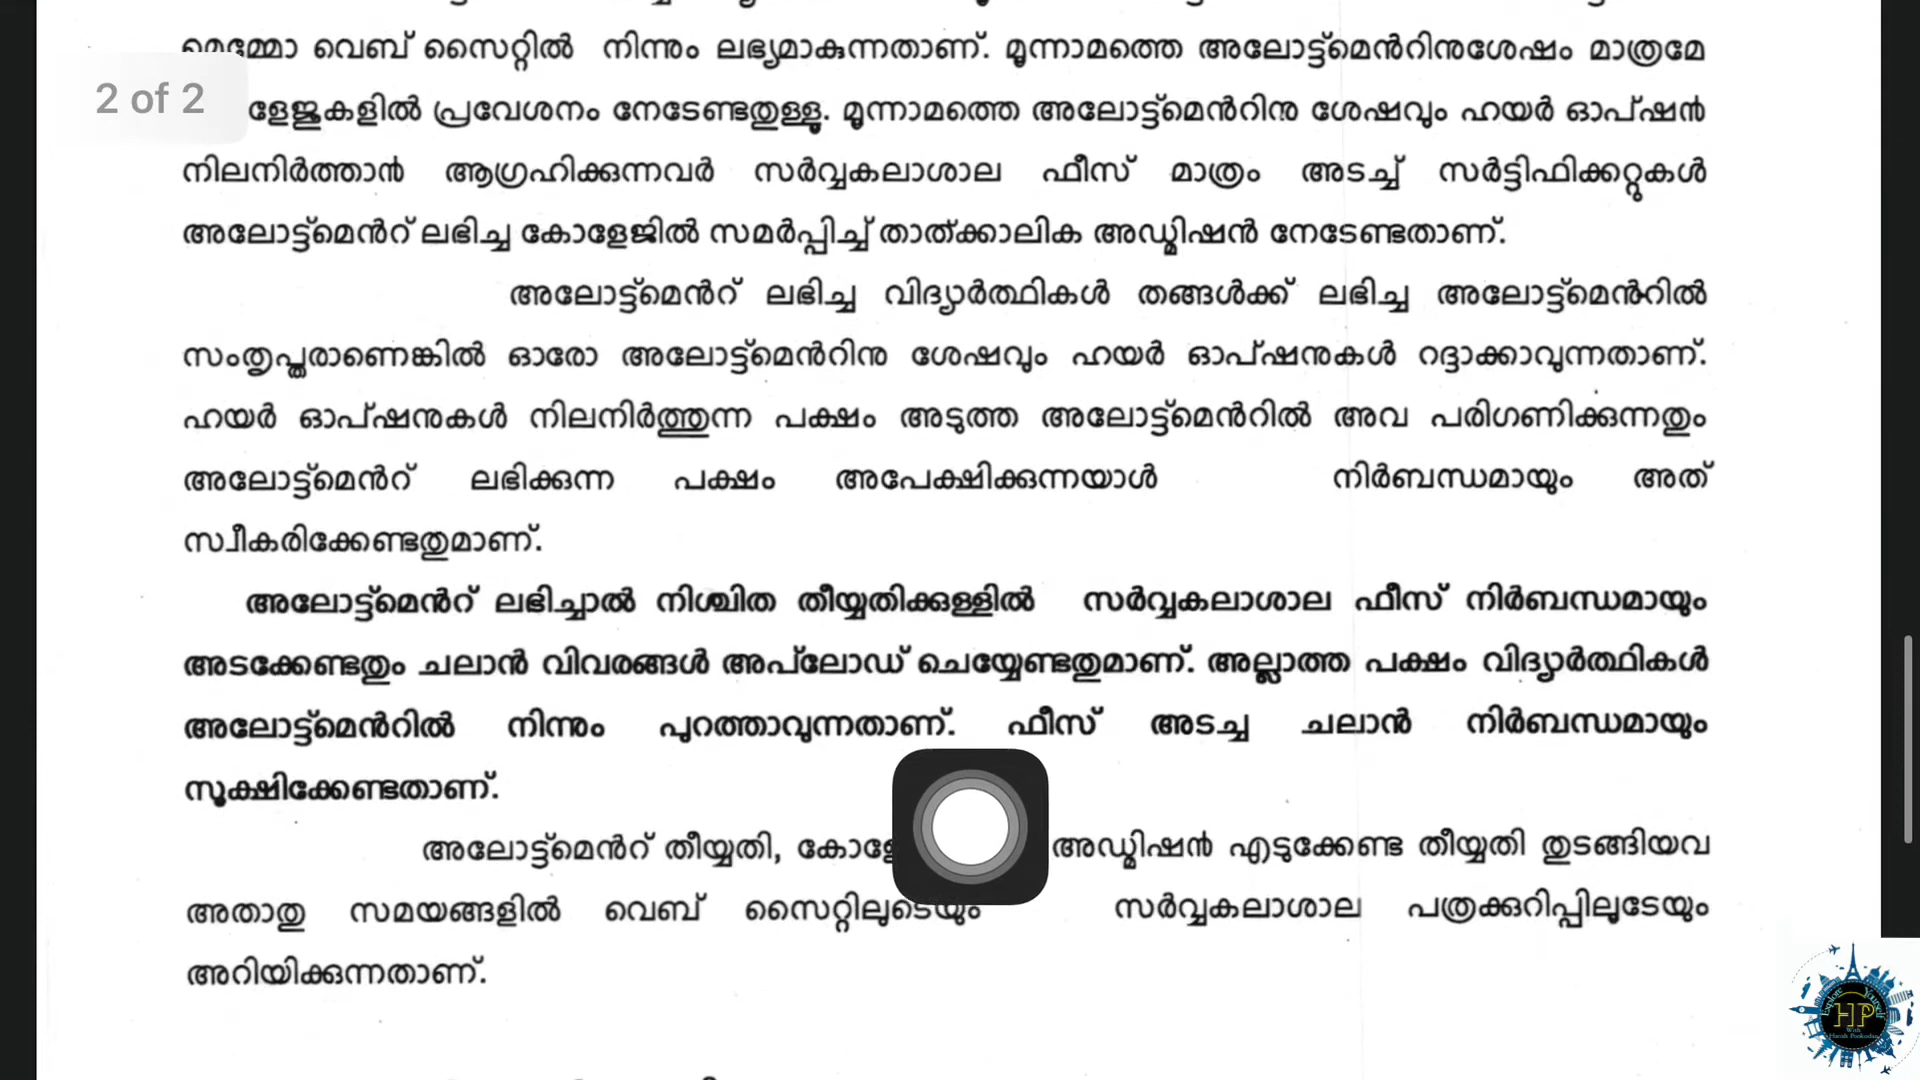 മെമ്മോ വെബ് സൈറ്റിൽ നിന്നും ലഭ്യമാകുന്നതാണ്. മൂന്നാമത്തെ അലോട്ട്മെൻറിനുശേഷം മാത്രമേ
2 of 2
ളേജുകളിൽ പ്രവേശനം നേടേണ്ടതുള്ളൂ. മൂന്നാമത്തെ അലോട്ട്മെൻറിനു ശേഷവും ഹയർ ഓപ്ഷൻ
നിലനിർത്താൻ ആഗ്രഹിക്കുന്നവർ സർവ്വകലാശാല ഫീസ് മാത്രം അടച്ച് സർട്ടിഫിക്കറ്റുകൾ
അലോട്ട്മെൻറ് ലഭിച്ച കോളേജിൽ സമർപ്പിച്ച് താത്ക്കാലിക അഡ്മിഷൻ നേടേണ്ടതാണ്.
അലോട്ട്മെൻറ് ലഭിച്ച വിദ്യാർത്ഥികൾ തങ്ങൾക്ക് ലഭിച്ച അലോട്ട്മെൻറിൽ
സംതൃപ്തരാണെങ്കിൽ ഓരോ അലോട്ട്മെൻറിനു ശേഷവും ഹയർ ഓപ്ഷനുകൾ റദ്ദാക്കാവുന്നതാണ്.
ഹയർ ഓപ്ഷനുകൾ നിലനിർത്തുന്ന പക്ഷം അടുത്ത അലോട്ട്മെൻറിൽ അവ പരിഗണിക്കുന്നതും
അലോട്ട്മെൻറ് ലഭിക്കുന്ന പക്ഷം അപേക്ഷിക്കുന്നയാൾ നിർബന്ധമായും അത്
സ്വീകരിക്കേണ്ടതുമാണ്.
അലോട്ട്മെൻറ് ലഭിച്ചാൽ നിശ്ചിത തീയ്യതിക്കുള്ളിൽ സർവ്വകലാശാല ഫീസ് നിർബന്ധമായും
അടക്കേണ്ടതും ചലാൻ വിവരങ്ങൾ അപ്‌ലോഡ് ചെയ്യേണ്ടതുമാണ്. അല്ലാത്ത പക്ഷം വിദ്യാർത്ഥികൾ
അലോട്ട്മെൻറിൽ നിന്നും പുറത്താവുന്നതാണ്. ഫീസ് അടച്ച ചലാൻ നിർബന്ധമായും
സൂക്ഷിക്കേണ്ടതാണ്.
അലോട്ട്മെൻറ് തീയ്യതി, അഡ്മിഷൻ എടുക്കേണ്ട തീയ്യതി തുടങ്ങിയവ
അതാതു സമയങ്ങളിൽ വെബ് സൈറ്റിലൂടെയും സർവ്വകലാശാല പത്രക്കുറിപ്പിലൂടേയും
അറിയിക്കുന്നതാണ്.
HP